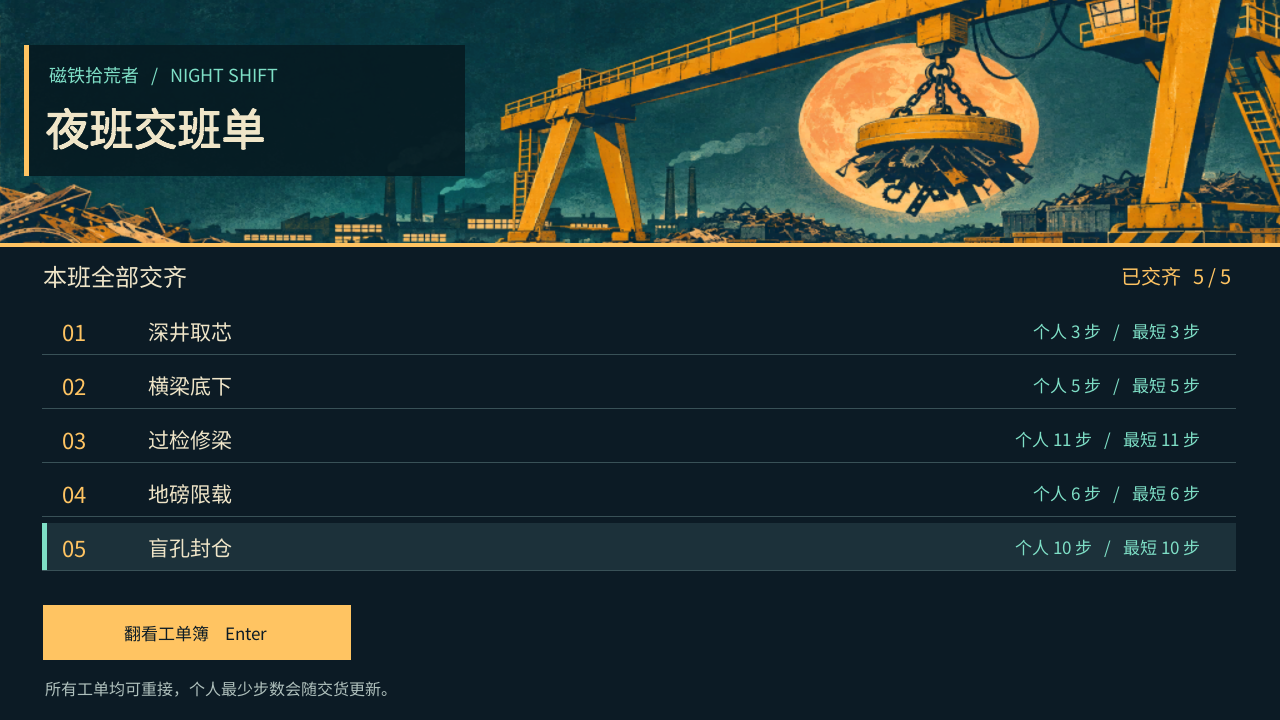 磁铁拾荒者 / NIGHT SHIFT
夜班交班单
本班全部交齐 已交齐 5 / 5
01 深井取芯 个人 3 步 / 最短 3 步
02 横梁底下 个人 5 步 / 最短 5 步
03 过检修梁 个人 11 步 / 最短 11 步
04 地磅限载 个人 6 步 / 最短 6 步
05 盲孔封仓 个人 10 步 / 最短 10 步
翻看工单簿 Enter
所有工单均可重接，个人最少步数会随交货更新。